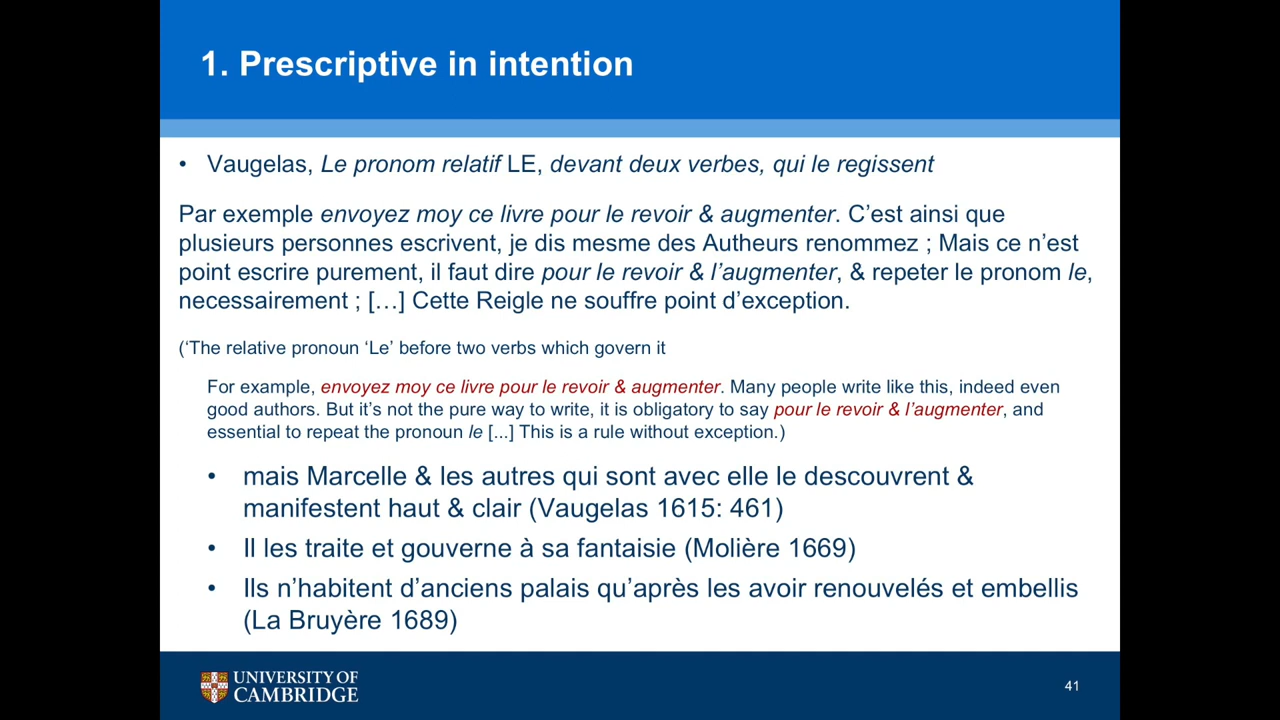 1. Prescriptive in intention
• Vaugelas, Le pronom relatif LE, devant deux verbes, qui le regissent
Par exemple envoyez moy ce livre pour le revoir & augmenter. C’est ainsi que
plusieurs personnes escrivent, je dis mesme des Autheurs renommez ; Mais ce n’est
point escrire purement, il faut dire pour le revoir & l’augmenter, & repeter le pronom le,
necessairement ; […] Cette Reigle ne souffre point d’exception.
(‘The relative pronoun ‘Le’ before two verbs which govern it
For example, envoyez moy ce livre pour le revoir & augmenter. Many people write like this, indeed even
good authors. But it’s not the pure way to write, it is obligatory to say pour le revoir & l’augmenter, and
essential to repeat the pronoun le [...] This is a rule without exception.)
• mais Marcelle & les autres qui sont avec elle le descouvrent &
manifestent haut & clair (Vaugelas 1615: 461)
• Il les traite et gouverne à sa fantaisie (Molière 1669)
• Ils n’habitent d’anciens palais qu’après les avoir renouvelés et embellis
(La Bruyère 1689)
UNIVERSITY OF
CAMBRIDGE
41